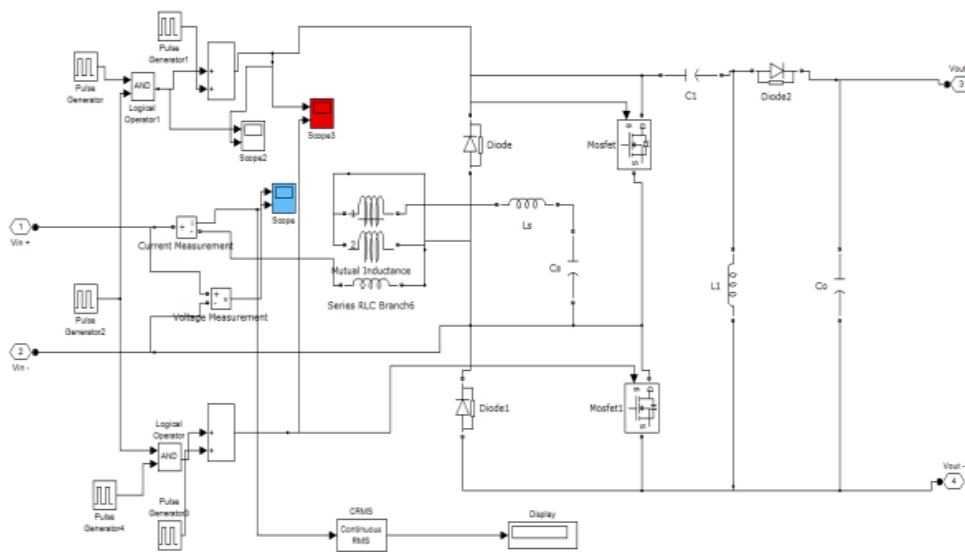 Pulse
Generator1
Pulse
Generator
AND
Logical
Operator1
+
+
Scope2
Scope3
Diode
Mosfet
g
D
S
C1
Diode2
Vout
3
1
Vin +
+
-
i
Current Measurement
Scope
1
2
Mutual Inductance
Series RLC Branch6
Ls
Cs
L1
Co
Pulse
Generator2
+
-
v
Voltage Measurement
2
Vin -
Diode1
Mosfet1
g
D
S
Logical
Operator
AND
+
+
Pulse
Generator4
Pulse
Generator3
CRMS
Continuous
RMS
Display
Vout -
4